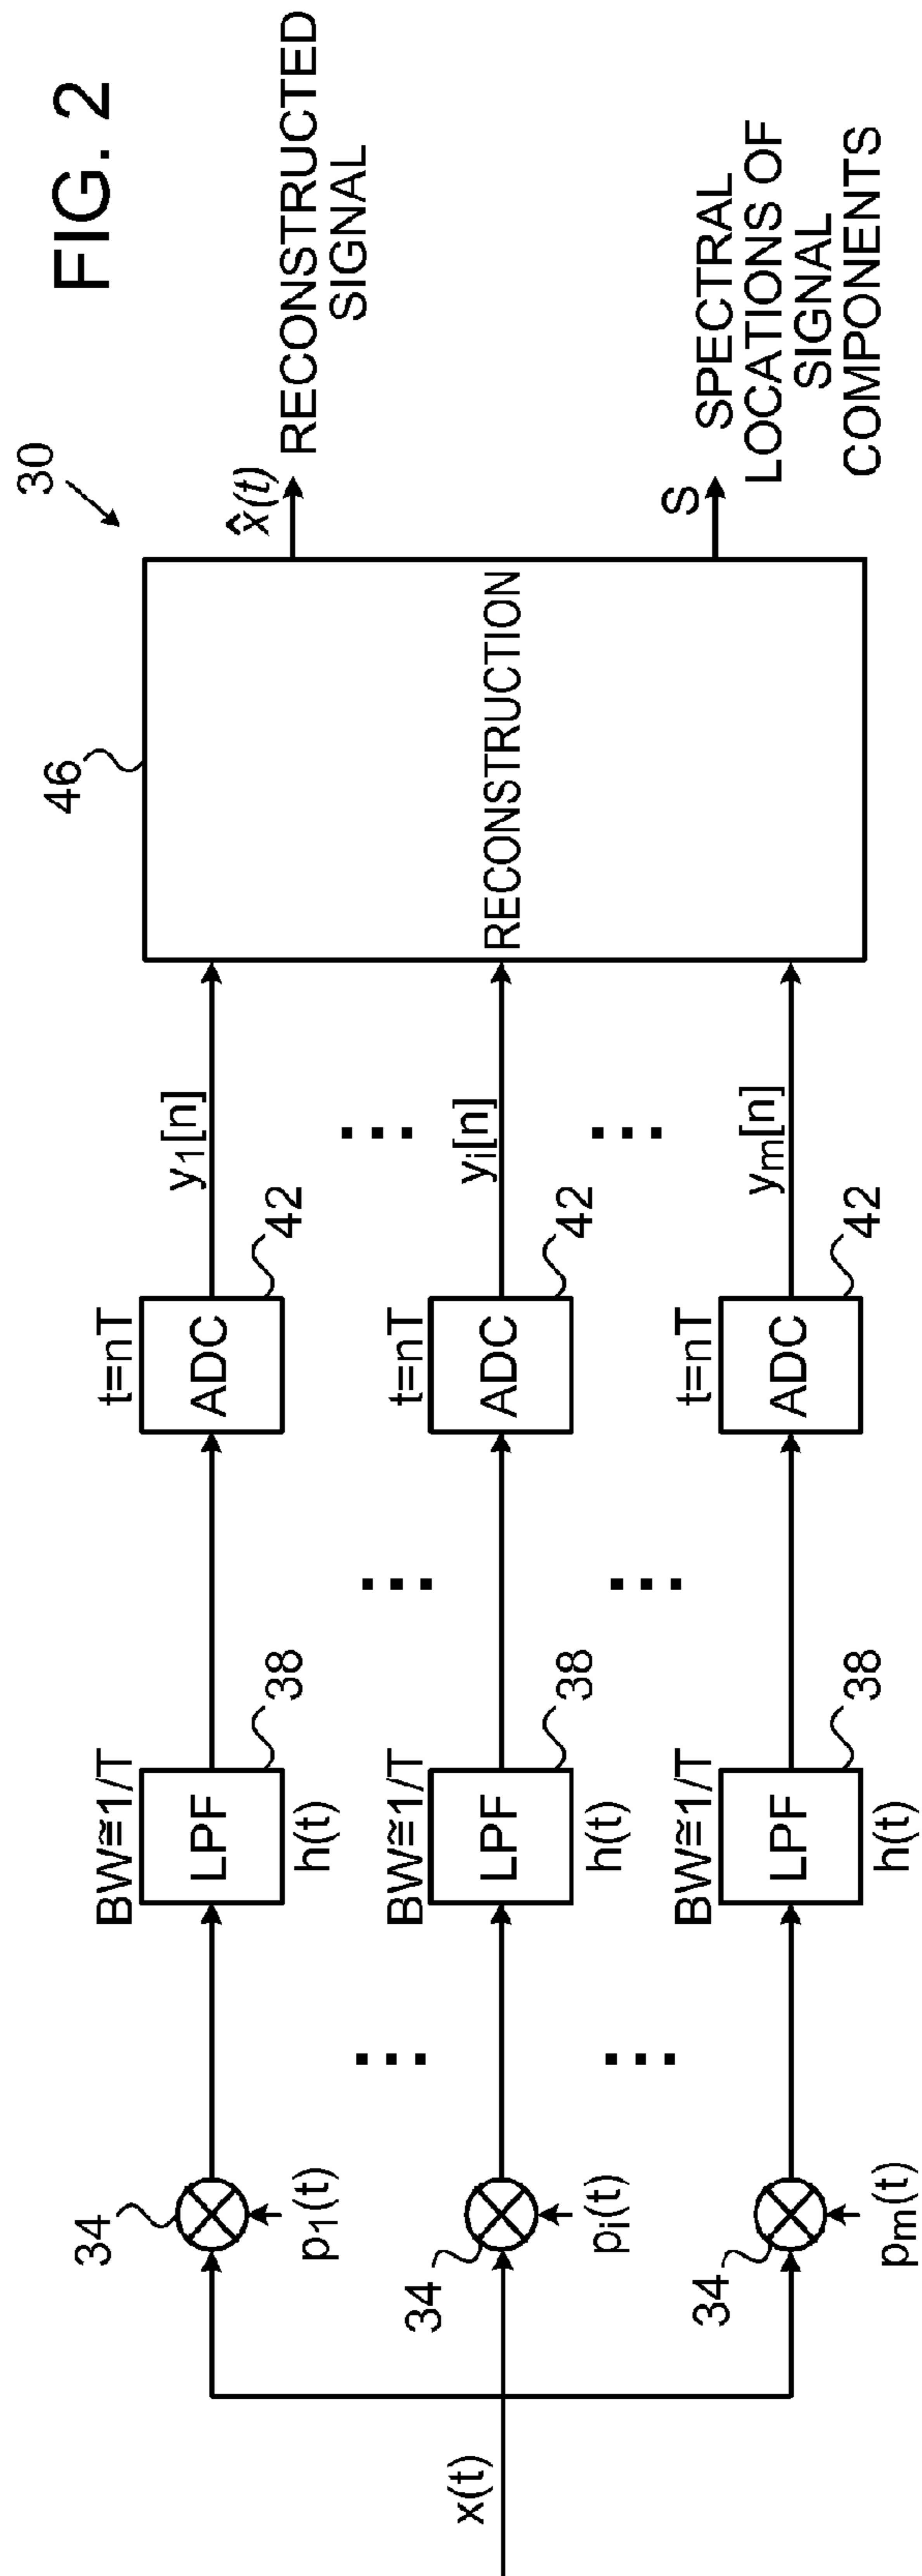 FIG. 2
30
x(t)
34
p1(t)
BW≅1/T
LPF
38
h(t)
t=nT
ADC
42
y1[n]
34
pi(t)
BW≅1/T
LPF
38
h(t)
t=nT
ADC
42
yi[n]
34
pm(t)
BW≅1/T
LPF
38
h(t)
t=nT
ADC
42
ym[n]
46
RECONSTRUCTION
x̂(t)
RECONSTRUCTED
SIGNAL
S
SPECTRAL
LOCATIONS OF
SIGNAL
COMPONENTS